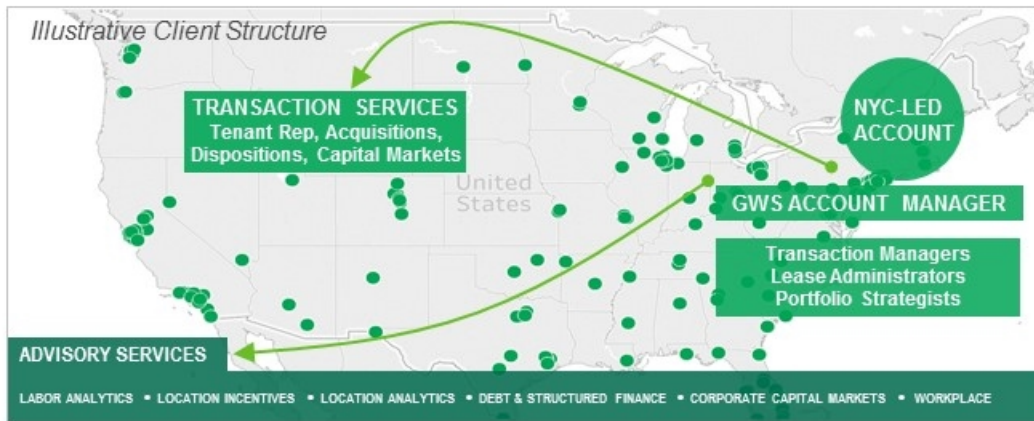 Illustrative Client Structure
TRANSACTION SERVICES
Tenant Rep, Acquisitions,
Dispositions, Capital Markets
NYC-LED
ACCOUNT
United
States
GWS ACCOUNT MANAGER
Transaction Managers
Lease Administrators
Portfolio Strategists
ADVISORY SERVICES
LABOR ANALYTICS • LOCATION INCENTIVES • LOCATION ANALYTICS • DEBT & STRUCTURED FINANCE • CORPORATE CAPITAL MARKETS • WORKPLACE